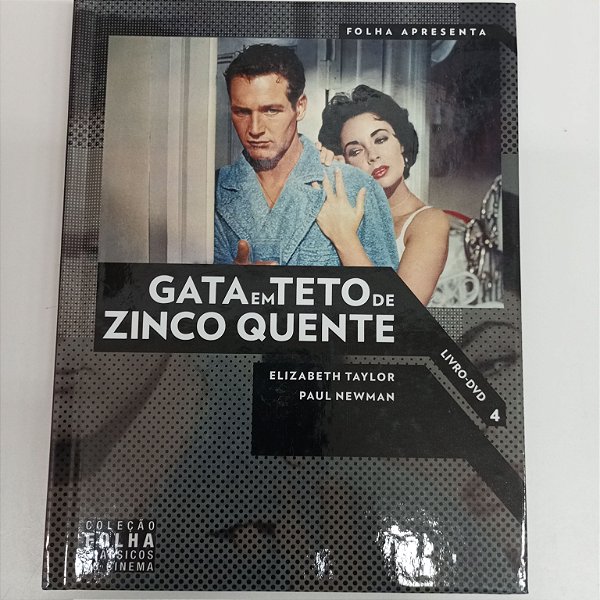 FOLHA APRESENTA
GATA EM TETO DE
ZINCO QUENTE
ELIZABETH TAYLOR
PAUL NEWMAN
LIVRO-DVD 4
COLEÇÃO
FOLHA
CLÁSSICOS
DO CINEMA